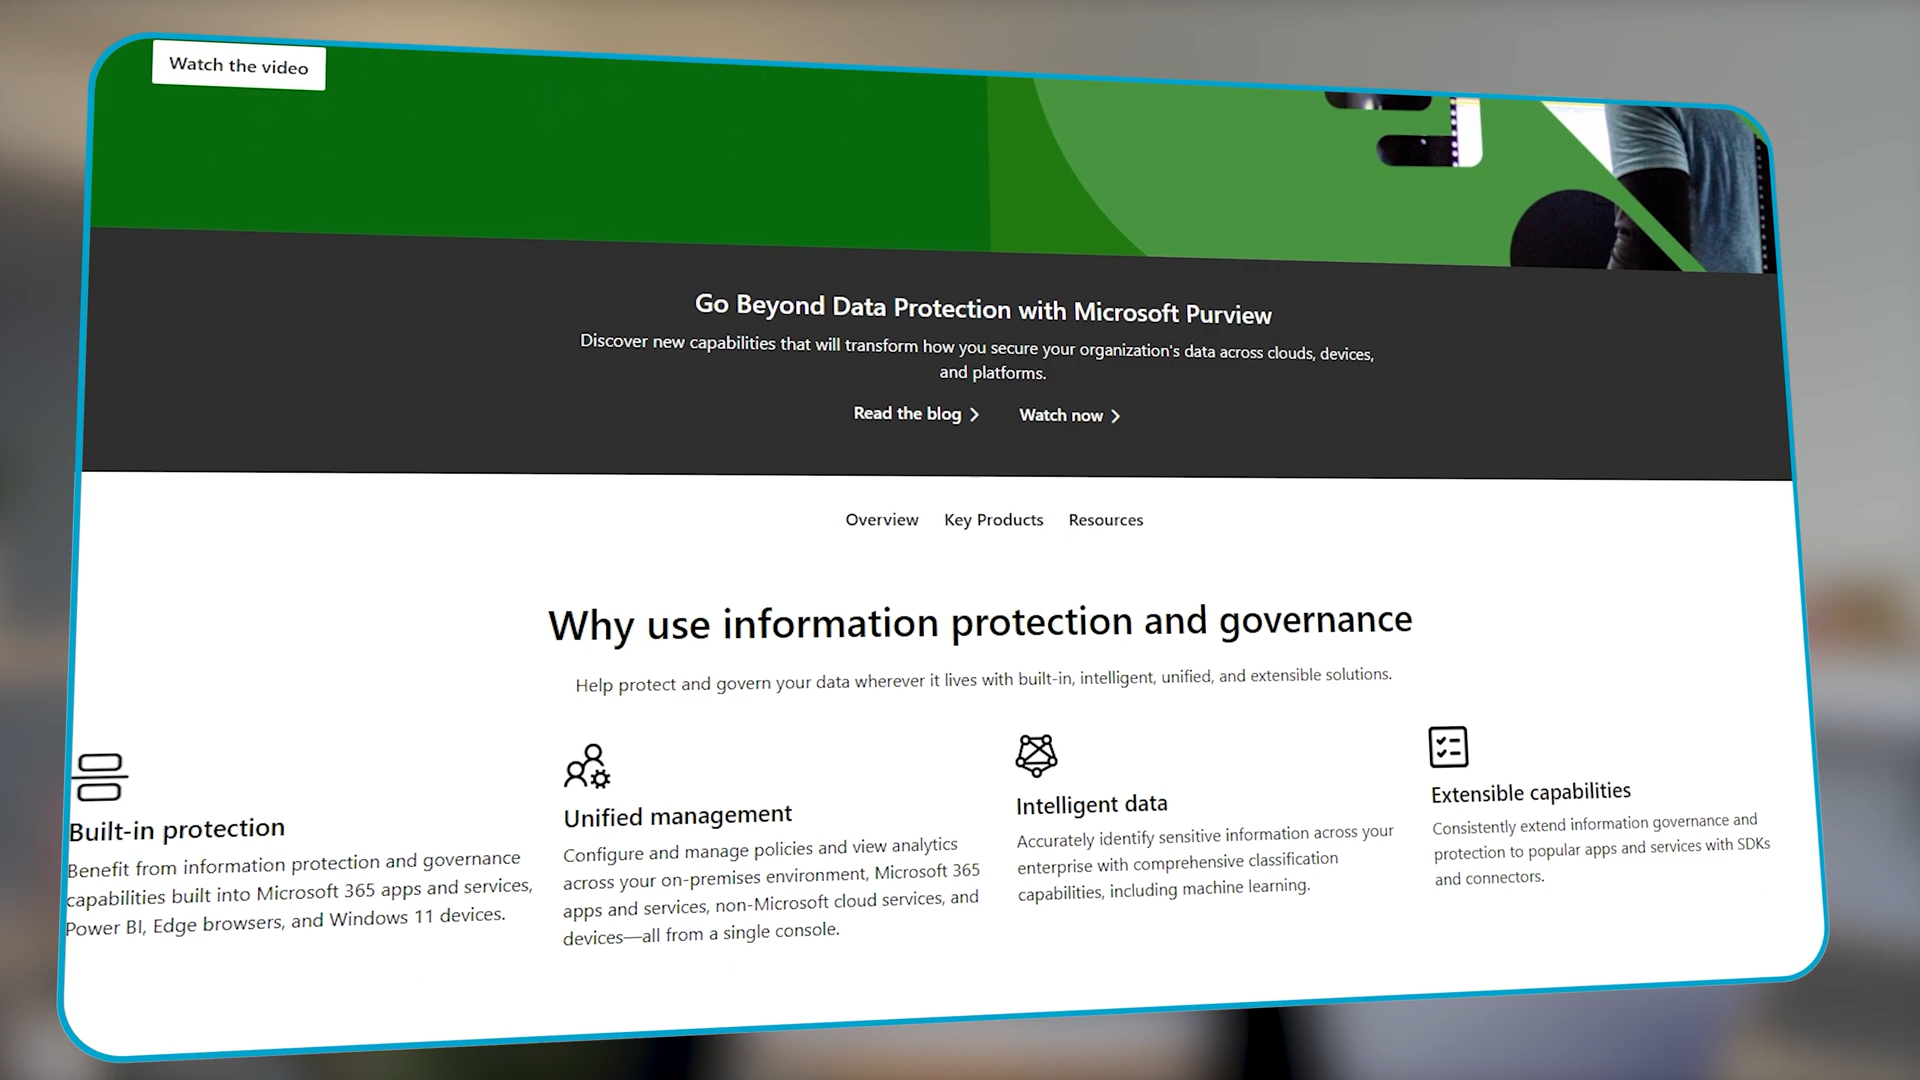 Watch the video
Go Beyond Data Protection with Microsoft Purview
Discover new capabilities that will transform how you secure your organization's data across clouds, devices,
and platforms.
Read the blog
Watch now
Overview
Key Products
Resources
Why use information protection and governance
Help protect and govern your data wherever it lives with built-in, intelligent, unified, and extensible solutions.
Built-in protection
Benefit from information protection and governance
capabilities built into Microsoft 365 apps and services,
Power BI, Edge browsers, and Windows 11 devices.
Unified management
Configure and manage policies and view analytics
across your on-premises environment, Microsoft 365
apps and services, non-Microsoft cloud services, and
devices—all from a single console.
Intelligent data
Accurately identify sensitive information across your
enterprise with comprehensive classification
capabilities, including machine learning.
Extensible capabilities
Consistently extend information governance and
protection to popular apps and services with SDKs
and connectors.